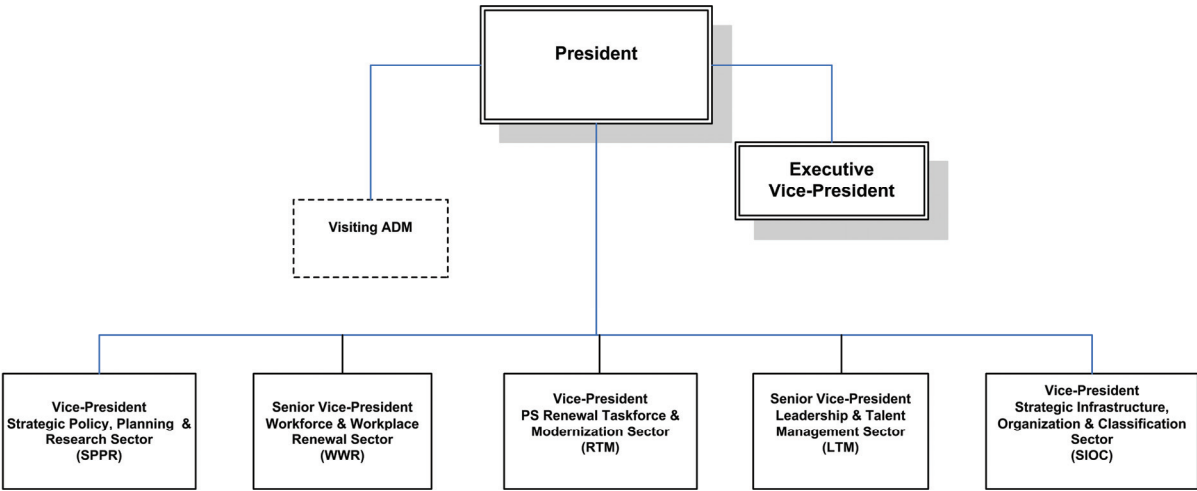 President
Executive
Vice-President
Visiting ADM
Vice-President
Strategic Policy, Planning &
Research Sector
(SPPR)
Senior Vice-President
Workforce & Workplace
Renewal Sector
(WWR)
Vice-President
PS Renewal Taskforce &
Modernization Sector
(RTM)
Senior Vice-President
Leadership & Talent
Management Sector
(LTM)
Vice-President
Strategic Infrastructure,
Organization & Classification
Sector
(SIOC)